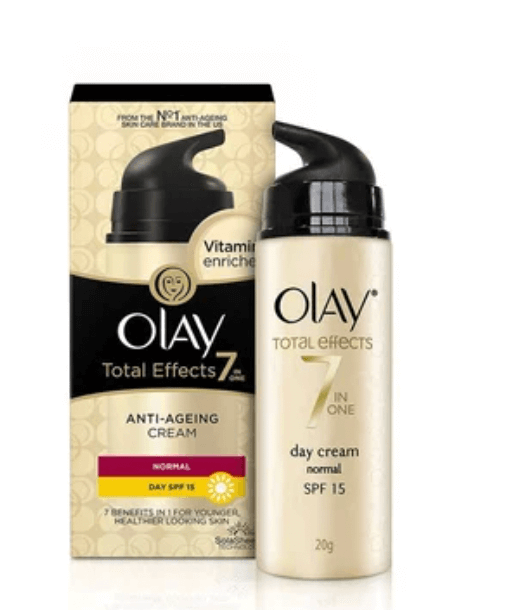 FROM THE Nº1 ANTI-AGEING
SKIN CARE BRAND IN THE US
Vitamin
enriche
OLAY
Total Effects 7 IN ONE
ANTI-AGEING
CREAM
NORMAL
DAY SPF 15
7 BENEFITS IN 1 FOR YOUNGER,
HEALTHIER LOOKING SKIN
SolaSheer
TECHNOLOGY
OLAY®
TOTAL EFFECTS
7 IN
ONE
day cream
normal
SPF 15
20g